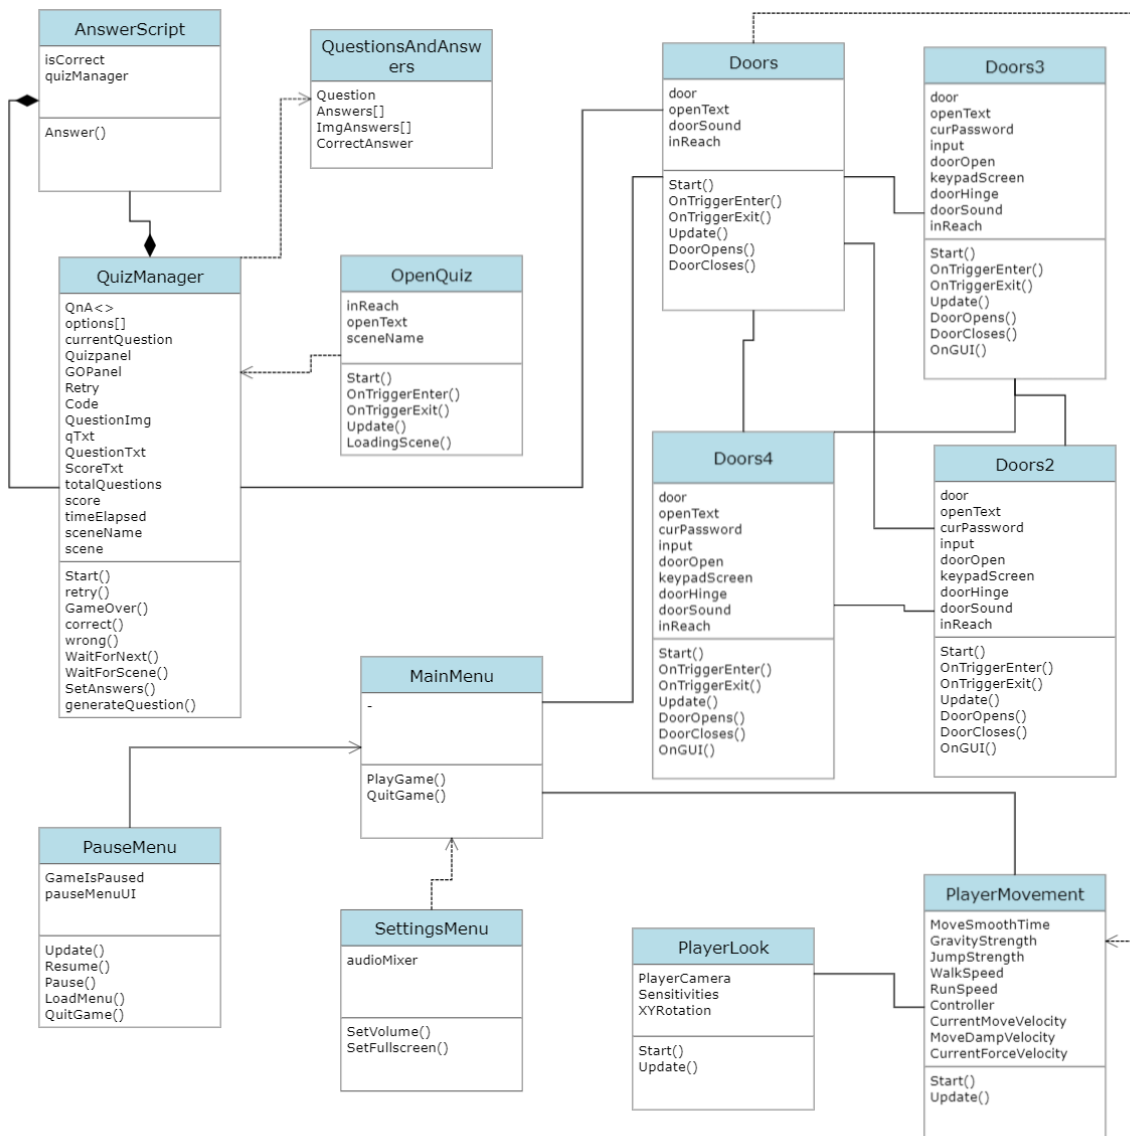 AnswerScript
isCorrect
quizManager
Answer()
QuestionsAndAnsw
ers
Question
Answers[]
ImgAnswers[]
CorrectAnswer
Doors
door
openText
doorSound
inReach
Start()
OnTriggerEnter()
OnTriggerExit()
Update()
DoorOpens()
DoorCloses()
Doors3
door
openText
curPassword
input
doorOpen
keypadScreen
doorHinge
doorSound
inReach
Start()
OnTriggerEnter()
OnTriggerExit()
Update()
DoorOpens()
DoorCloses()
OnGUI()
QuizManager
QnA<>
options[]
currentQuestion
Quizpanel
GOPanel
Retry
Code
QuestionImg
qTxt
QuestionTxt
ScoreTxt
totalQuestions
score
timeElapsed
sceneName
scene
Start()
retry()
GameOver()
correct()
wrong()
WaitForNext()
WaitForScene()
SetAnswers()
generateQuestion()
OpenQuiz
inReach
openText
sceneName
Start()
OnTriggerEnter()
OnTriggerExit()
Update()
LoadingScene()
Doors4
door
openText
curPassword
input
doorOpen
keypadScreen
doorHinge
doorSound
inReach
Start()
OnTriggerEnter()
OnTriggerExit()
Update()
DoorOpens()
DoorCloses()
OnGUI()
Doors2
door
openText
curPassword
input
doorOpen
keypadScreen
doorHinge
doorSound
inReach
Start()
OnTriggerEnter()
OnTriggerExit()
Update()
DoorOpens()
DoorCloses()
OnGUI()
MainMenu
-
PlayGame()
QuitGame()
PauseMenu
GameIsPaused
pauseMenuUI
Update()
Resume()
Pause()
LoadMenu()
QuitGame()
SettingsMenu
audioMixer
SetVolume()
SetFullscreen()
PlayerLook
PlayerCamera
Sensitivities
XYRotation
Start()
Update()
PlayerMovement
MoveSmoothTime
GravityStrength
JumpStrength
WalkSpeed
RunSpeed
Controller
CurrentMoveVelocity
MoveDampVelocity
CurrentForceVelocity
Start()
Update()